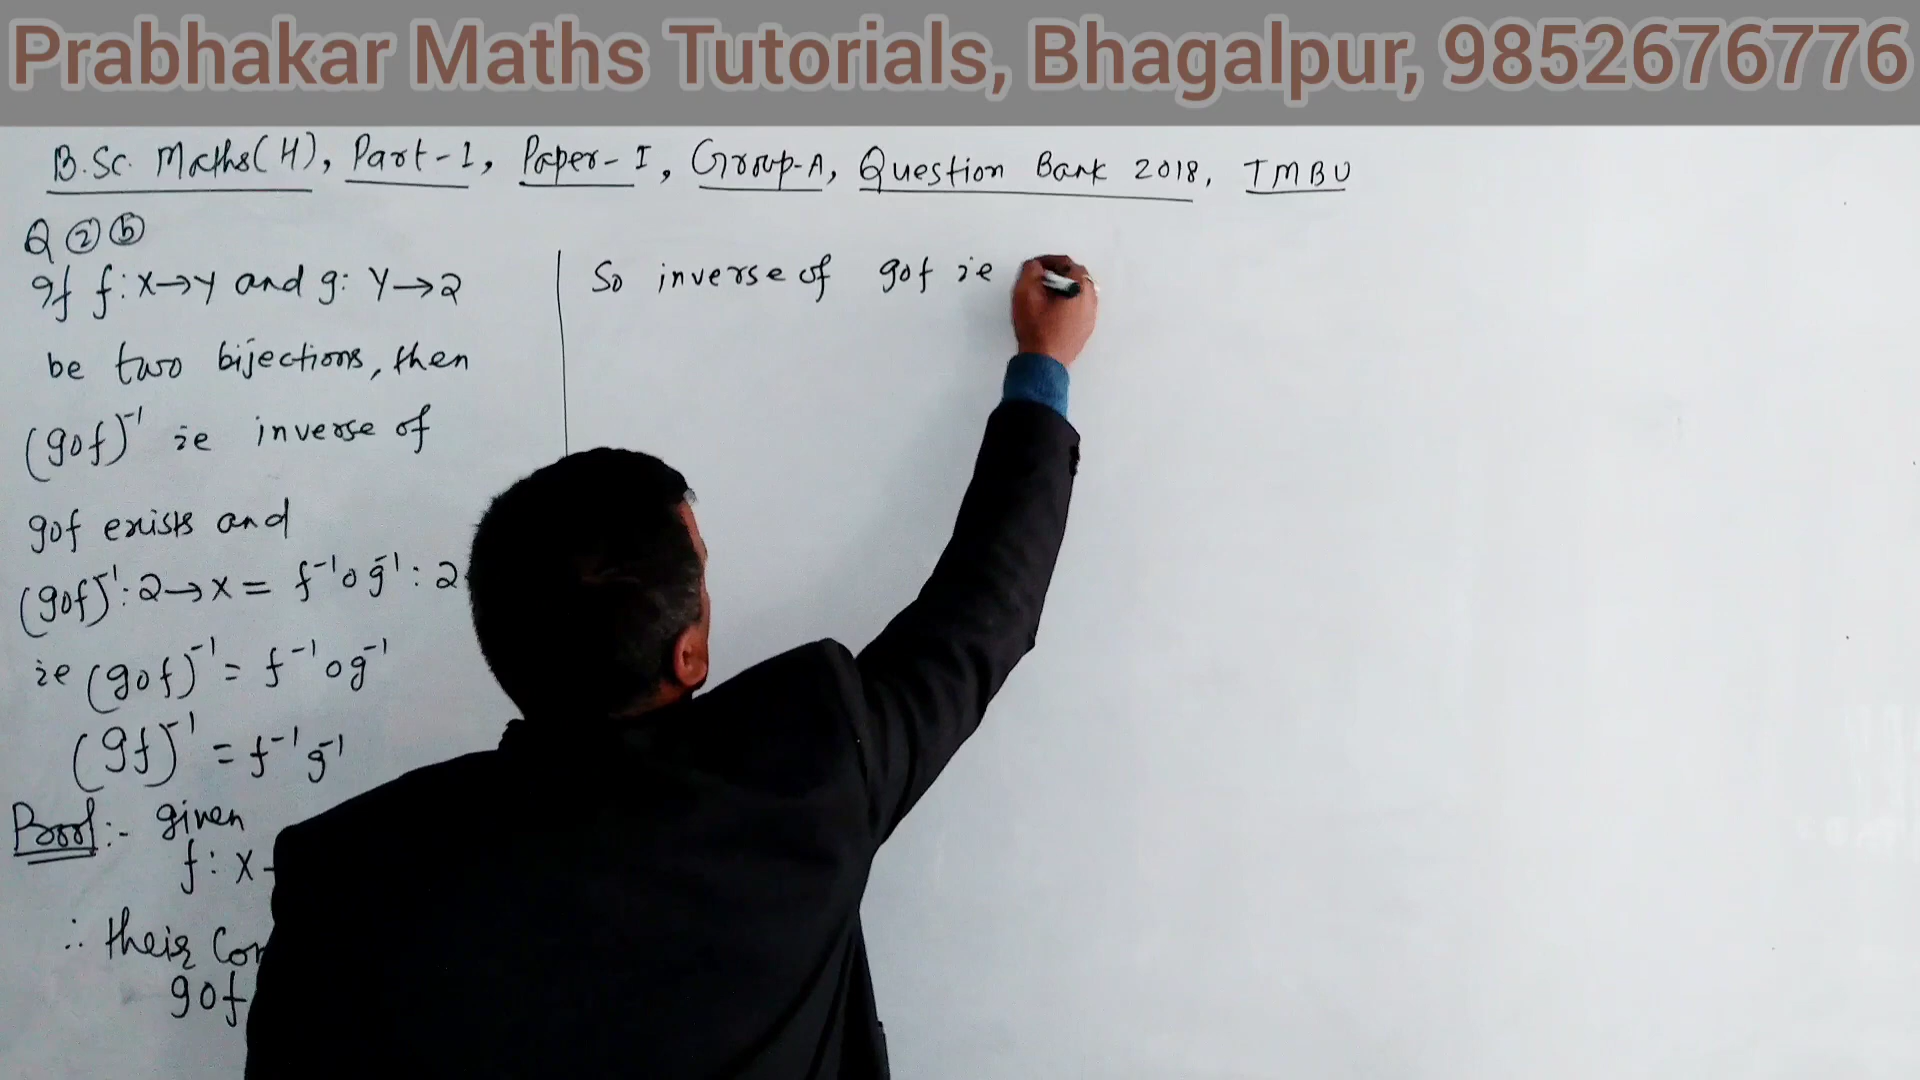 Prabhakar Maths Tutorials, Bhagalpur, 9852676776
B.Sc. Maths(H), Part-1, Paper-I, Group-A, Question Bank 2018, TMBU
Q (2) (b)
If f: X→Y and g: Y→Z
be two bijections, then
(gof)⁻¹ ie inverse of
gof exists and
(gof)⁻¹: Z→X = f⁻¹og⁻¹: Z
ie (gof)⁻¹ = f⁻¹og⁻¹
(gf)⁻¹ = f⁻¹g⁻¹
Proof:- given
f: X-
∴ their
gof
So inverse of gof ie